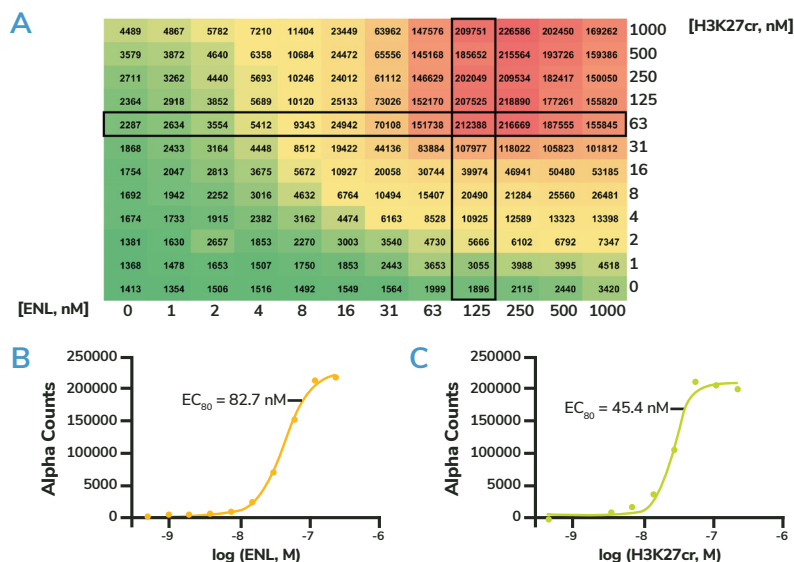 A
4489 4867 5782 7210 11404 23449 63962 147576 209751 226586 202450 169262 1000 [H3K27cr, nM]
3579 3872 4640 6358 10684 24472 65556 145168 185652 215564 193726 159386 500
2711 3262 4440 5693 10246 24012 61112 146629 202049 209534 182417 150050 250
2364 2918 3852 5689 10120 25133 73026 152170 207525 218890 177261 155820 125
2287 2634 3554 5412 9343 24942 70108 151738 212388 216669 187555 155845 63
1868 2433 3164 4448 8512 19422 44136 83884 107977 118022 105823 101812 31
1754 2047 2813 3675 5672 10927 20058 30744 39974 46941 50480 53185 16
1692 1942 2252 3016 4632 6764 10494 15407 20490 21284 25560 26481 8
1674 1733 1915 2382 3162 4474 6163 8528 10925 12589 13323 13398 4
1381 1630 2657 1853 2270 3003 3540 4730 5666 6102 6792 7347 2
1368 1478 1653 1507 1750 1853 2443 3653 3055 3988 3995 4518 1
1413 1354 1506 1516 1492 1549 1564 1999 1896 2115 2440 3420 0
[ENL, nM] 0 1 2 4 8 16 31 63 125 250 500 1000
B
250000
200000
150000
100000
50000
0
Alpha Counts
EC80 = 82.7 nM
-9 -8 -7 -6
log (ENL, M)
C
250000
200000
150000
100000
50000
0
Alpha Counts
EC80 = 45.4 nM
-9 -8 -7 -6
log (H3K27cr, M)